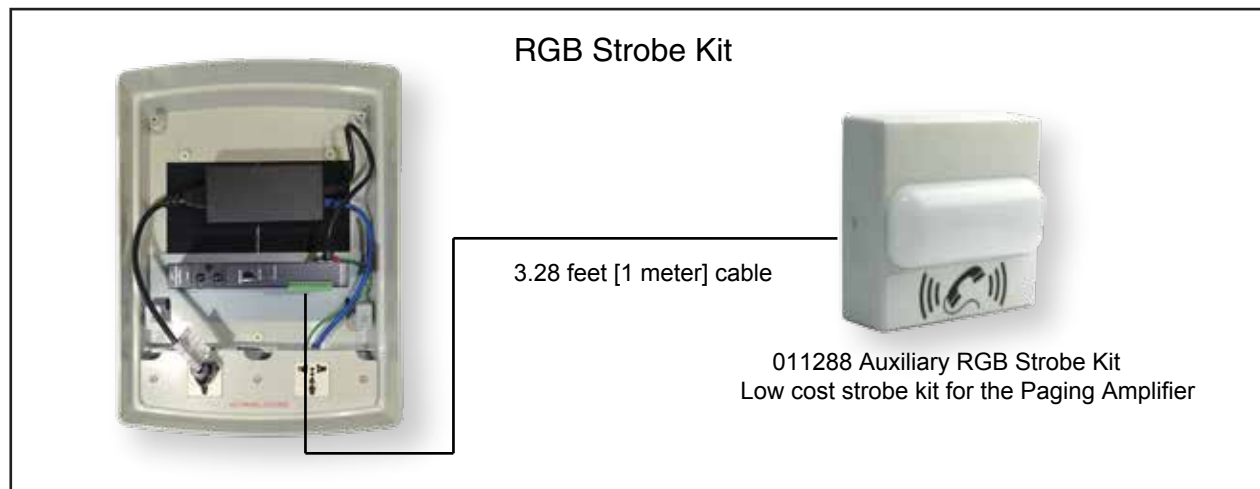 RGB Strobe Kit
3.28 feet [1 meter] cable
011288 Auxiliary RGB Strobe Kit
Low cost strobe kit for the Paging Amplifier